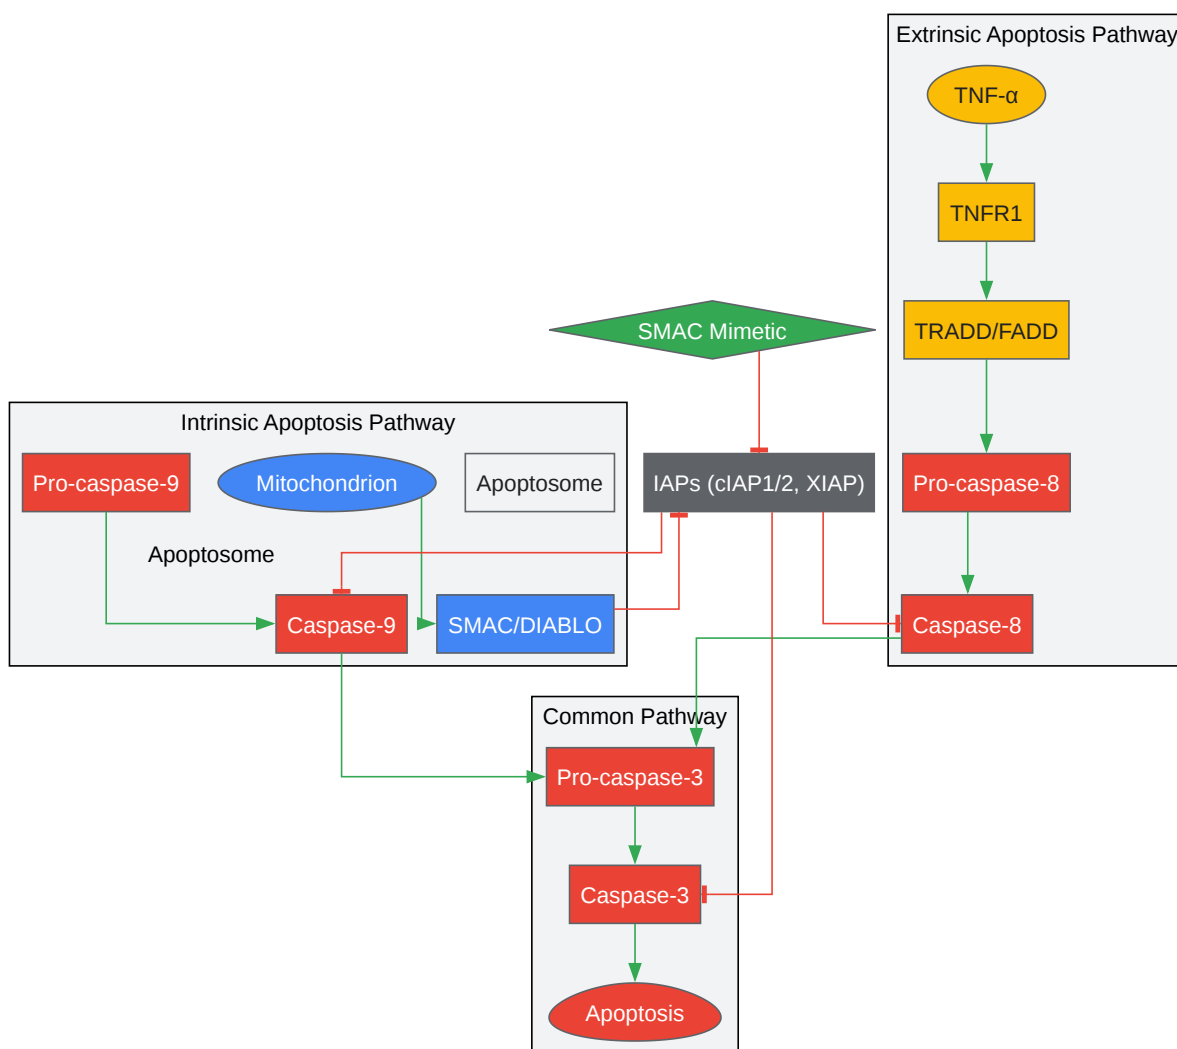 Extrinsic Apoptosis Pathway
TNF-α
TNFR1
TRADD/FADD
Pro-caspase-8
Caspase-8
SMAC Mimetic
IAPs (cIAP1/2, XIAP)
Intrinsic Apoptosis Pathway
Pro-caspase-9
Mitochondrion
Apoptosome
Apoptosome
Caspase-9
SMAC/DIABLO
Common Pathway
Pro-caspase-3
Caspase-3
Apoptosis